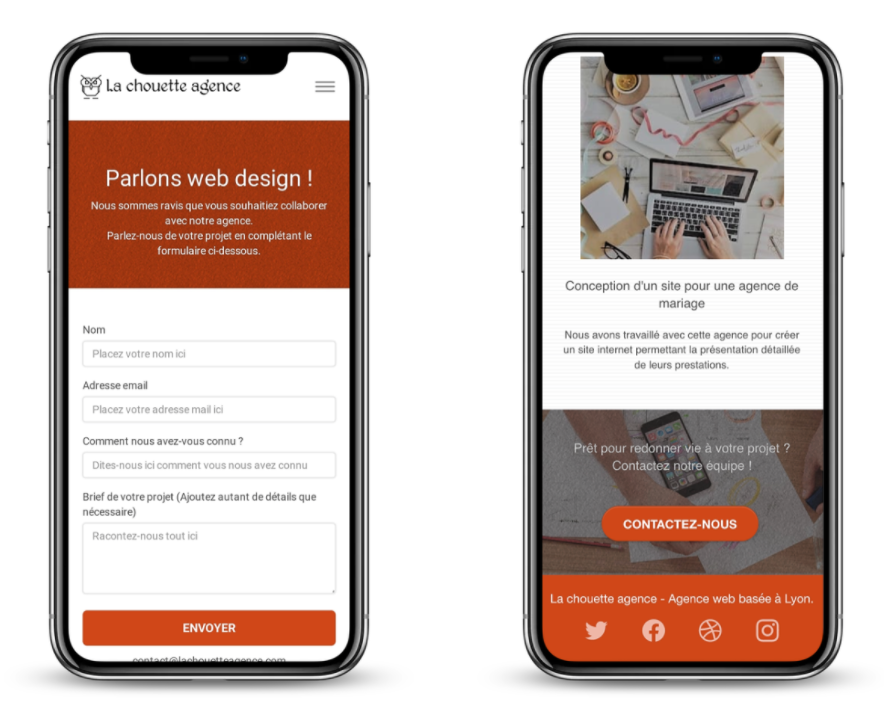 La chouette agence
Parlons web design !
Nous sommes ravis que vous souhaitiez collaborer
avec notre agence.
Parlez-nous de votre projet en complétant le
formulaire ci-dessous.
Nom
Placez votre nom ici
Adresse email
Placez votre adresse mail ici
Comment nous avez-vous connu ?
Dites-nous ici comment vous nous avez connu
Brief de votre projet (Ajoutez autant de détails que
nécessaire)
Racontez-nous tout ici
ENVOYER
contact@lachouetteagence.com
Conception d'un site pour une agence de
mariage
Nous avons travaillé avec cette agence pour créer
un site internet permettant la présentation détaillée
de leurs prestations.
Prêt pour redonner vie à votre projet ?
Contactez notre équipe !
CONTACTEZ-NOUS
La chouette agence - Agence web basée à Lyon.